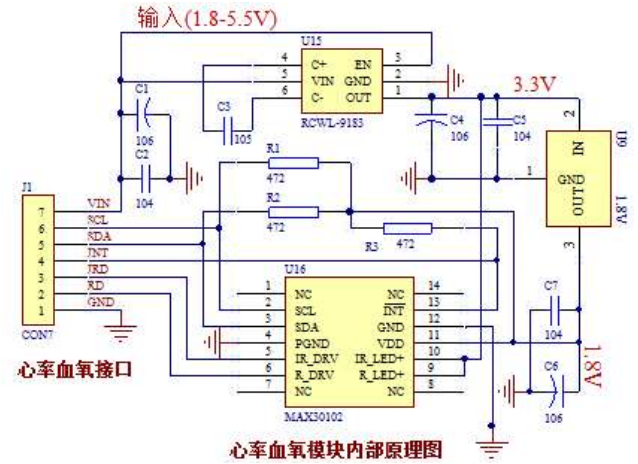 输入(1.8-5.5V)
U15
4 C+ EN 3
5 VIN GND 2
6 C- OUT 1
RCWL-9183
3.3V
C1
106
C2
104
C3
105
C4
106
C5
104
2
U9
IN
1 GND
OUTD
1.8V
3
R1
472
R2
472
R3
472
J1
7 VIN
6 SCL
5 SDA
4 INT
3 IRD
2 RD
1 GND
CON7
心率血氧接口
U16
1 NC NC 14
2 SCL INT 13
3 SDA GND 12
4 PGND VDD 11
5 IR_DRV IR_LED+ 10
6 R_DRV R_LED+ 9
7 NC NC 8
MAX30102
C7
104
C6
106
1.8V
心率血氧模块内部原理图